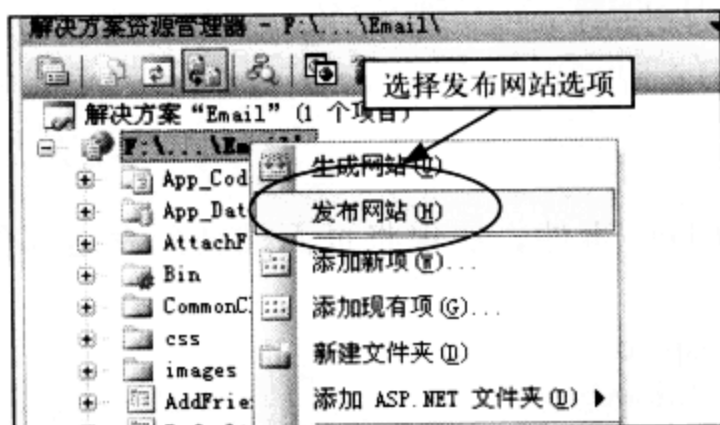 解决方案资源管理器 - F:\...\Email\
选择发布网站选项
解决方案“Email”(1 个项目)
F:\...\Email\
生成网站(U)
App_Cod
发布网站(H)
App_Dat
AttachF
添加新项(W)...
Bin
添加现有项(G)...
CommonC
css
新建文件夹(D)
images
添加 ASP.NET 文件夹(D)
AddFrie